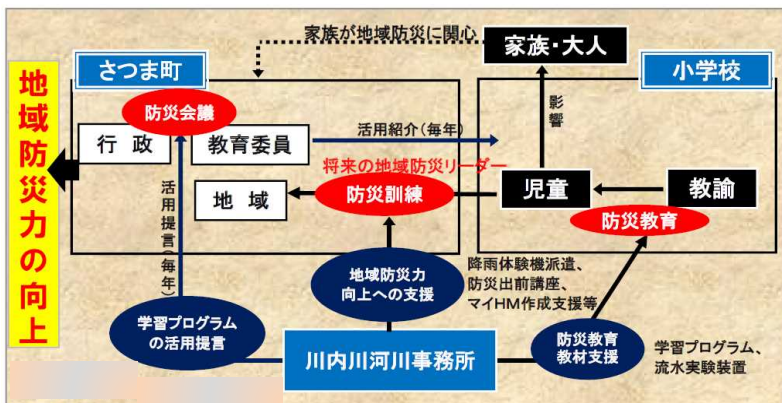 家族が地域防災に関心
家族・大人
さつま町
小学校
地域防災力の向上
防災会議
行政
教育委員
活用紹介(毎年)
影響
将来の地域防災リーダー
地域
防災訓練
児童
教諭
防災教育
活用提言(毎年)
地域防災力
向上への支援
降雨体験機派遣、
防災出前講座、
マイHM作成支援等
学習プログラム
の活用提言
川内川河川事務所
防災教育
教材支援
学習プログラム、
流水実験装置